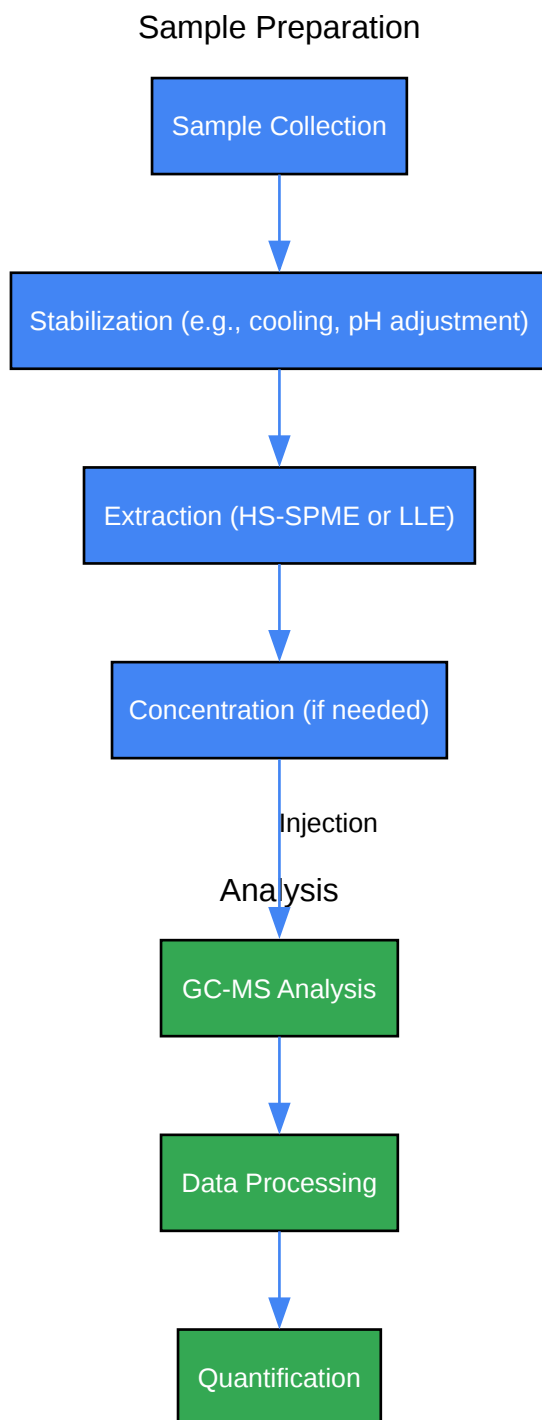 Sample Preparation
Sample Collection
Stabilization (e.g., cooling, pH adjustment)
Extraction (HS-SPME or LLE)
Concentration (if needed)
Injection
Analysis
GC-MS Analysis
Data Processing
Quantification